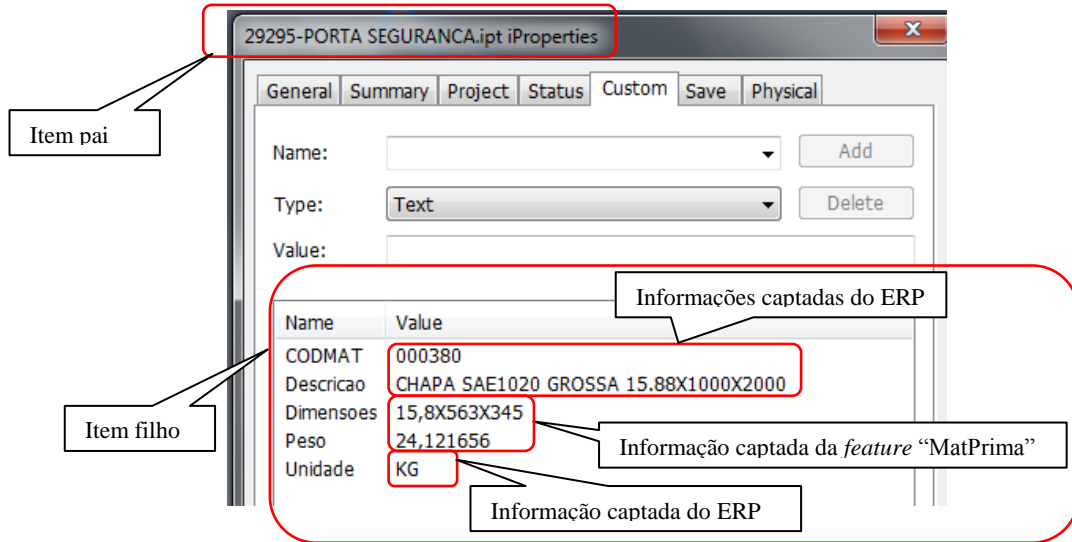 29295-PORTA SEGURANCA.ipt iProperties
General Summary Project Status Custom Save Physical
Item pai
Name: Add
Type: Text Delete
Value:
Informações captadas do ERP
Name Value
CODMAT 000380
Descricao CHAPA SAE1020 GROSSA 15.88X1000X2000
Dimensoes 15,8X563X345
Item filho
Peso 24,121656
Informação captada da feature “MatPrima”
Unidade KG
Informação captada do ERP